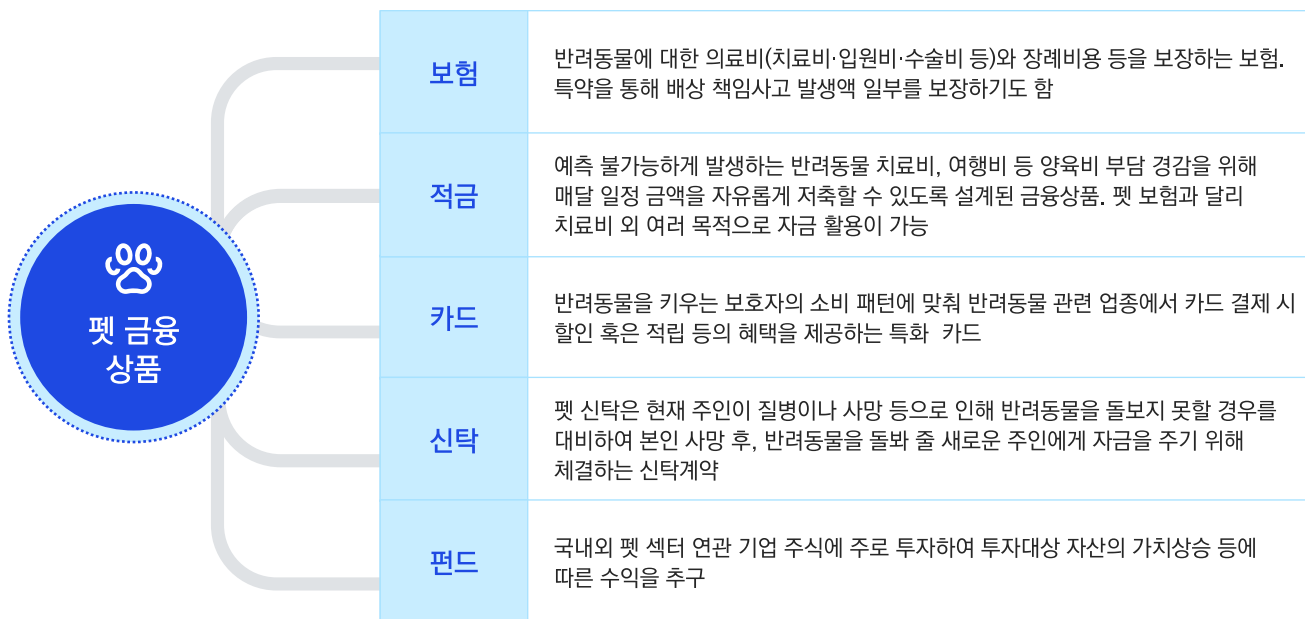 펫 금융
상품
보험
반려동물에 대한 의료비(치료비·입원비·수술비 등)와 장례비용 등을 보장하는 보험.
특약을 통해 배상 책임사고 발생액 일부를 보장하기도 함
적금
예측 불가능하게 발생하는 반려동물 치료비, 여행비 등 양육비 부담 경감을 위해
매달 일정 금액을 자유롭게 저축할 수 있도록 설계된 금융상품. 펫 보험과 달리
치료비 외 여러 목적으로 자금 활용이 가능
카드
반려동물을 키우는 보호자의 소비 패턴에 맞춰 반려동물 관련 업종에서 카드 결제 시
할인 혹은 적립 등의 혜택을 제공하는 특화 카드
신탁
펫 신탁은 현재 주인이 질병이나 사망 등으로 인해 반려동물을 돌보지 못할 경우를
대비하여 본인 사망 후, 반려동물을 돌봐 줄 새로운 주인에게 자금을 주기 위해
체결하는 신탁계약
펀드
국내외 펫 섹터 연관 기업 주식에 주로 투자하여 투자대상 자산의 가치상승 등에
따른 수익을 추구